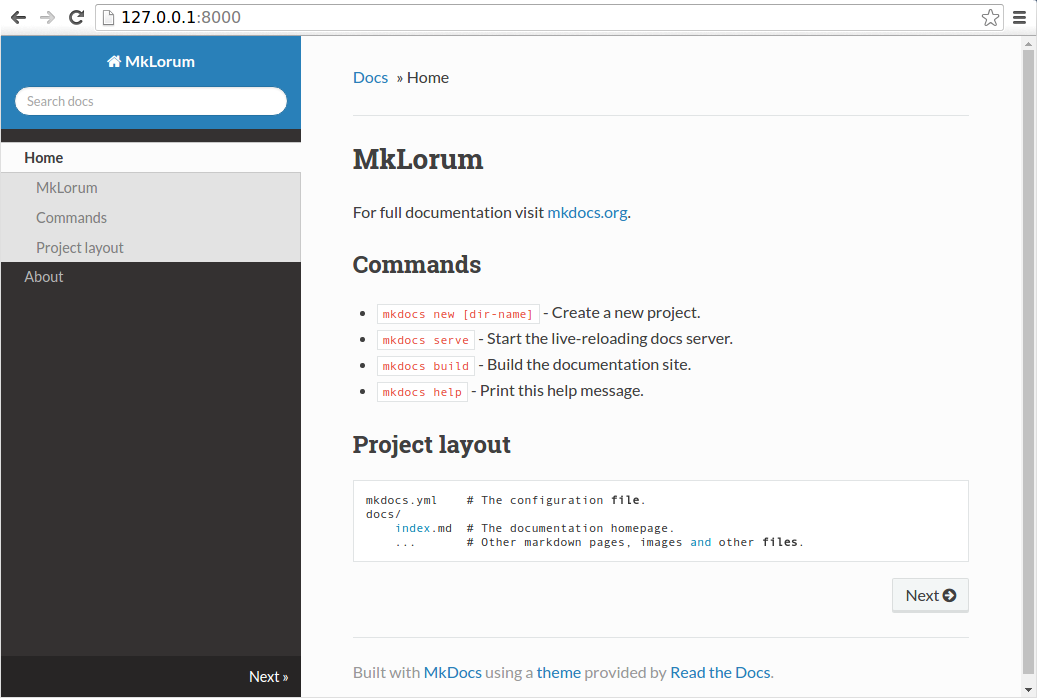 127.0.0.1:8000
MkLorum
Search docs
Home
MkLorum
Commands
Project layout
About
Next »
Docs » Home
MkLorum
For full documentation visit mkdocs.org.
Commands
• mkdocs new [dir-name] - Create a new project.
• mkdocs serve - Start the live-reloading docs server.
• mkdocs build - Build the documentation site.
• mkdocs help - Print this help message.
Project layout
mkdocs.yml    # The configuration file.
docs/
    index.md  # The documentation homepage.
    ...       # Other markdown pages, images and other files.
Next
Built with MkDocs using a theme provided by Read the Docs.